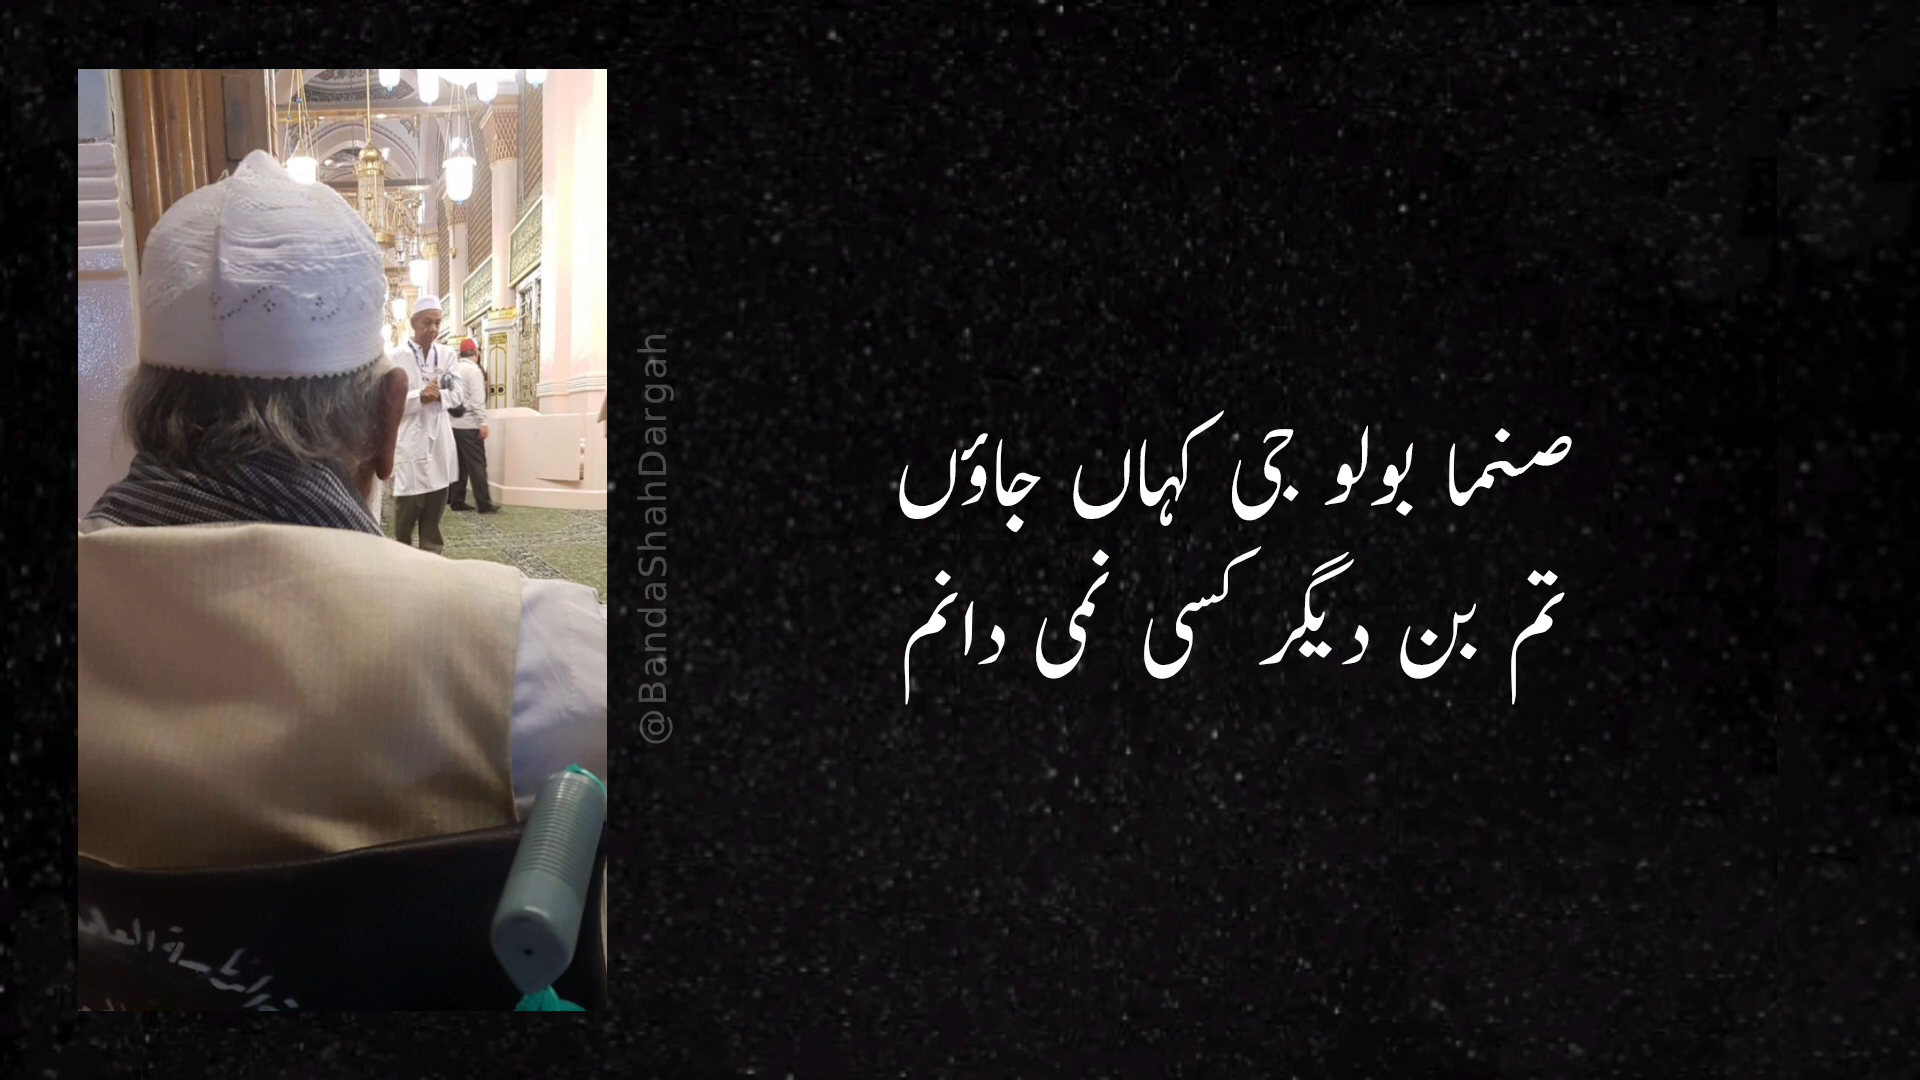 صنما بولو جی کہاں جاؤں
تم بن دیگر کسی نمی دانم
@BandaShahDargah